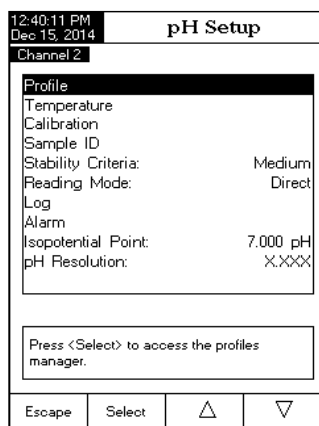 12:40:11 PM
Dec 15, 2014
pH Setup
Channel 2
Profile
Temperature
Calibration
Sample ID
Stability Criteria: Medium
Reading Mode: Direct
Log
Alarm
Isopotential Point: 7.000 pH
pH Resolution: X.XXX
Press <Select> to access the profiles
manager.
Escape Select